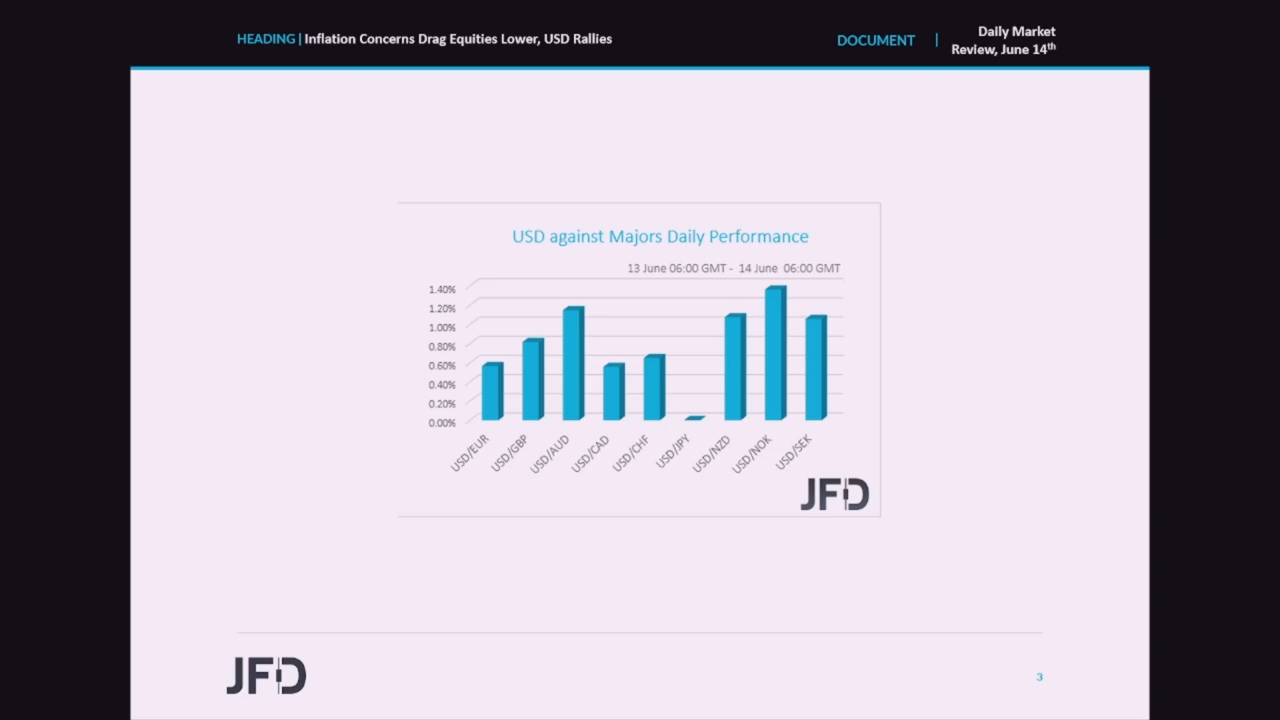 HEADING | Inflation Concerns Drag Equities Lower, USD Rallies
DOCUMENT | Daily Market
Review, June 14th
USD against Majors Daily Performance
13 June 06:00 GMT - 14 June 06:00 GMT
1.40%
1.20%
1.00%
0.80%
0.60%
0.40%
0.20%
0.00%
USD/EUR
USD/GBP
USD/AUD
USD/CAD
USD/CHF
USD/JPY
USD/NZD
USD/NOK
USD/SEK
JFD
JFD
3